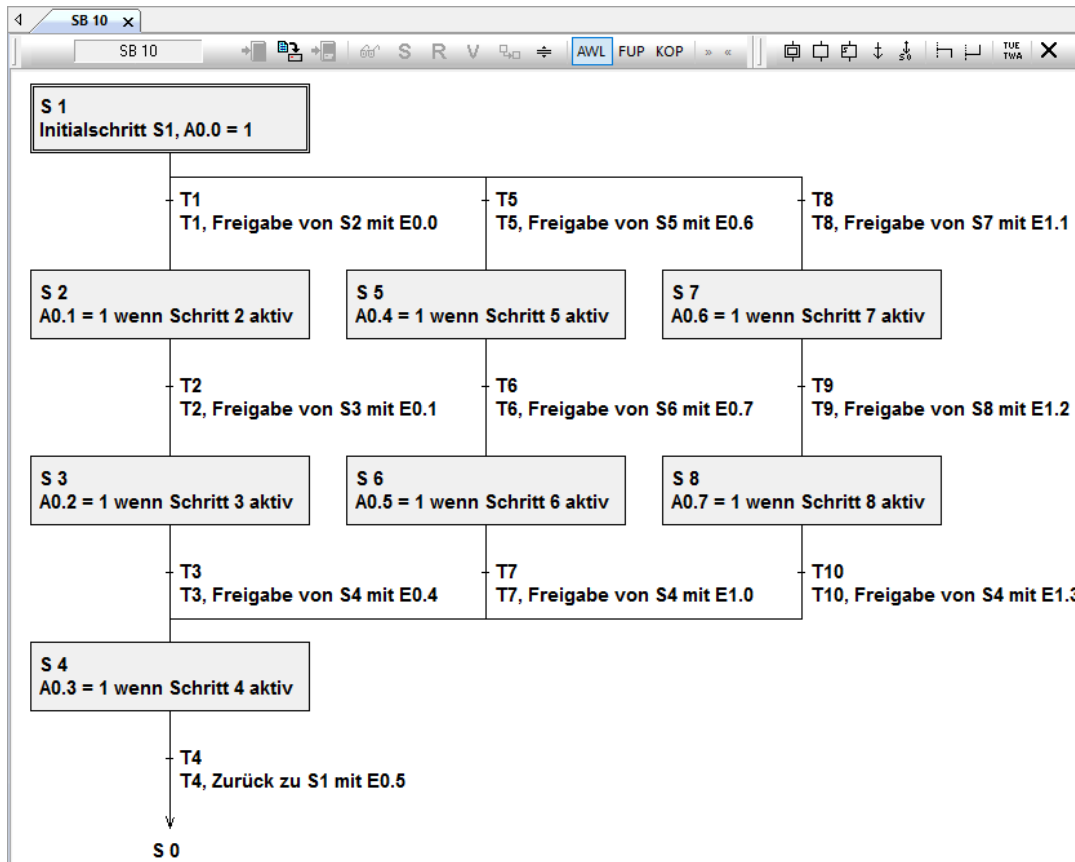 SB 10
SB 10
S R V AWL FUP KOP » « S0 TUE TWA
S 1
Initialschritt S1, A0.0 = 1
T1
T1, Freigabe von S2 mit E0.0
T5
T5, Freigabe von S5 mit E0.6
T8
T8, Freigabe von S7 mit E1.1
S 2
A0.1 = 1 wenn Schritt 2 aktiv
S 5
A0.4 = 1 wenn Schritt 5 aktiv
S 7
A0.6 = 1 wenn Schritt 7 aktiv
T2
T2, Freigabe von S3 mit E0.1
T6
T6, Freigabe von S6 mit E0.7
T9
T9, Freigabe von S8 mit E1.2
S 3
A0.2 = 1 wenn Schritt 3 aktiv
S 6
A0.5 = 1 wenn Schritt 6 aktiv
S 8
A0.7 = 1 wenn Schritt 8 aktiv
T3
T3, Freigabe von S4 mit E0.4
T7
T7, Freigabe von S4 mit E1.0
T10
T10, Freigabe von S4 mit E1.3
S 4
A0.3 = 1 wenn Schritt 4 aktiv
T4
T4, Zurück zu S1 mit E0.5
S 0